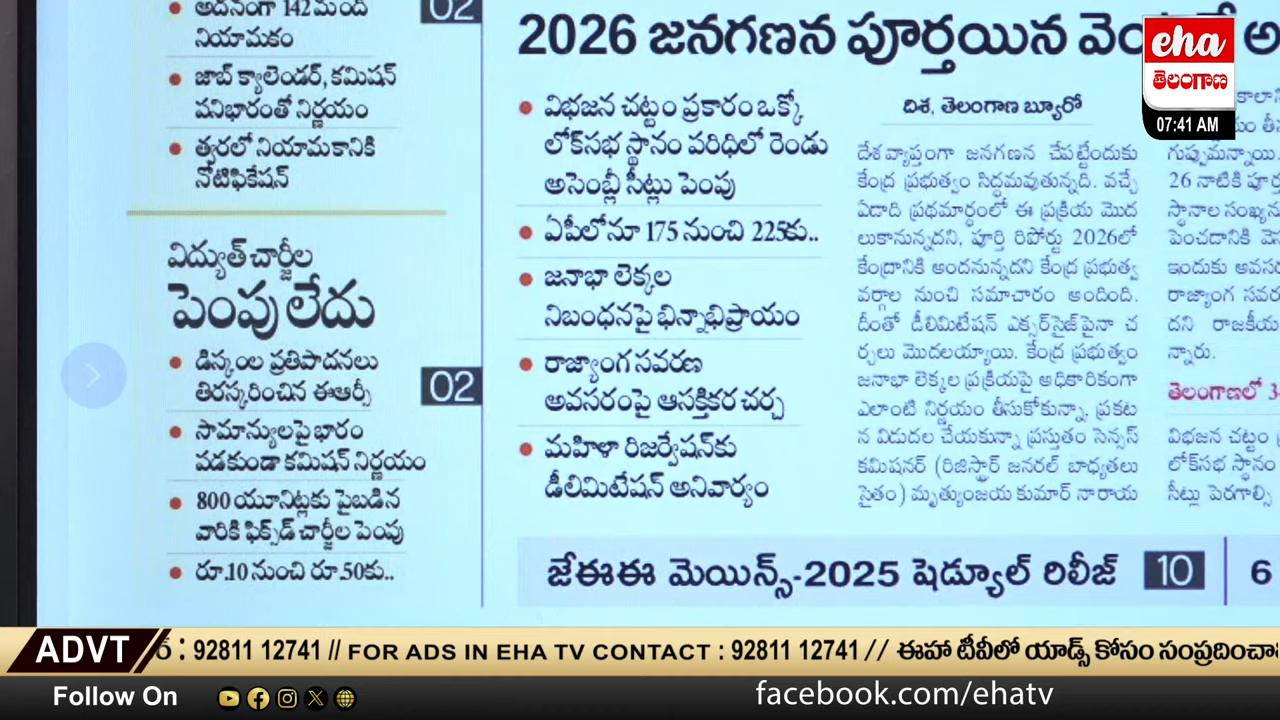 అదనంగా 142 మంది
నియామకం
జాబ్ క్యాలెండర్, కమిషన్
పనిభారంతో నిర్ణయం
త్వరలో నియామకానికి
నోటిఫికేషన్
02
విద్యుత్ చార్జీల
పెంపు లేదు
డిస్కంల ప్రతిపాదనలు
తిరస్కరించిన ఈఆర్సీ
02
సామాన్యులపై భారం
పడకుండా కమిషన్ నిర్ణయం
800 యూనిట్లకు పైబడిన
వారికి ఫిక్స్‌డ్ చార్జీల పెంపు
రూ.10 నుంచి రూ.50కు..
2026 జనగణన పూర్తయిన
విభజన చట్టం ప్రకారం ఒక్కో
లోక్‌సభ స్థానం పరిధిలో రెండు
అసెంబ్లీ సీట్లు పెంపు
ఏపీలోనూ 175 నుంచి 225కు..
జనాభా లెక్కల
నిబంధనపై భిన్నాభిప్రాయం
రాజ్యాంగ సవరణ
అవసరంపై ఆసక్తికర చర్చ
మహిళా రిజర్వేషన్‌కు
డీలిమిటేషన్ అనివార్యం
దిశ, తెలంగాణ బ్యూరో
దేశవ్యాప్తంగా జనగణన చేపట్టేందుకు
కేంద్ర ప్రభుత్వం సిద్ధమవుతున్నది. వచ్చే
ఏడాది ప్రథమార్ధంలో ఈ ప్రక్రియ మొద
లుకానున్నదని, పూర్తి రిపోర్టు 2026లో
కేంద్రానికి అందనున్నదని కేంద్ర ప్రభుత్వ
వర్గాల నుంచి సమాచారం అందింది.
దీంతో డీలిమిటేషన్ ఎక్సర్‌సైజ్‌పైనా చ
ర్చలు మొదలయ్యాయి. కేంద్ర ప్రభుత్వం
జనాభా లెక్కల ప్రక్రియపై అధికారికంగా
ఎలాంటి నిర్ణయం తీసుకోకున్నా, ప్రకట
న విడుదల చేయకున్నా ప్రస్తుతం సెన్సస్
కమిషనర్ (రిజిస్ట్రార్ జనరల్ బాధ్యతలు
సైతం) మృత్యుంజయ కుమార్ నారాయ
గుప్పుమన్నాయి.
26 నాటికి
స్థానాల సంఖ్యను
పెంచడానికి
ఇందుకు
రాజ్యాంగ
దని
న్నారు.
తెలంగాణలో
విభజన చట్టం
లోక్‌సభ స్థానం
సీట్లు పెరగాల్సి
జేఈఈ మెయిన్స్-2025 షెడ్యూల్ రిలీజ్ 10
6
eha
తెలంగాణ
07:41 AM
ADVT
: 92811 12741 // FOR ADS IN EHA TV CONTACT : 92811 12741 // ఈహా టీవీలో యాడ్స్ కోసం
Follow On
facebook.com/ehatv